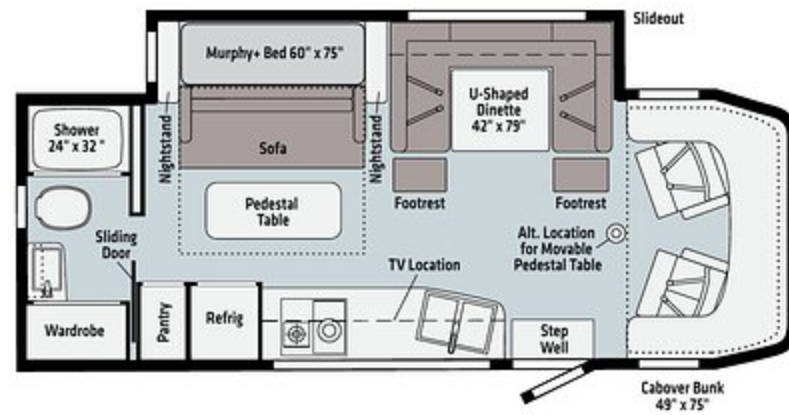 Slideout
Murphy+ Bed 60" x 75"
U-Shaped
Dinette
42" x 79"
Shower
24" x 32 "
Nightstand
Nightstand
Sofa
Footrest
Footrest
Pedestal
Table
Sliding
Door
Alt. Location
for Movable
Pedestal Table
TV Location
Wardrobe
Pantry
Refrig
Step
Well
Cabover Bunk
49" x 75"